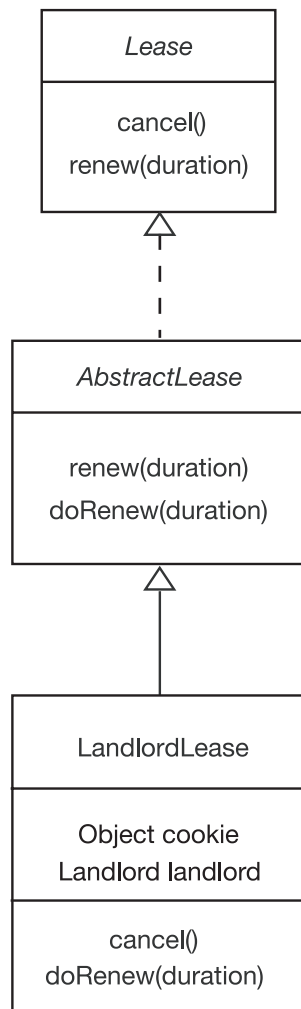 Lease
cancel()
renew(duration)
AbstractLease
renew(duration)
doRenew(duration)
LandlordLease
Object cookie
Landlord landlord
cancel()
doRenew(duration)